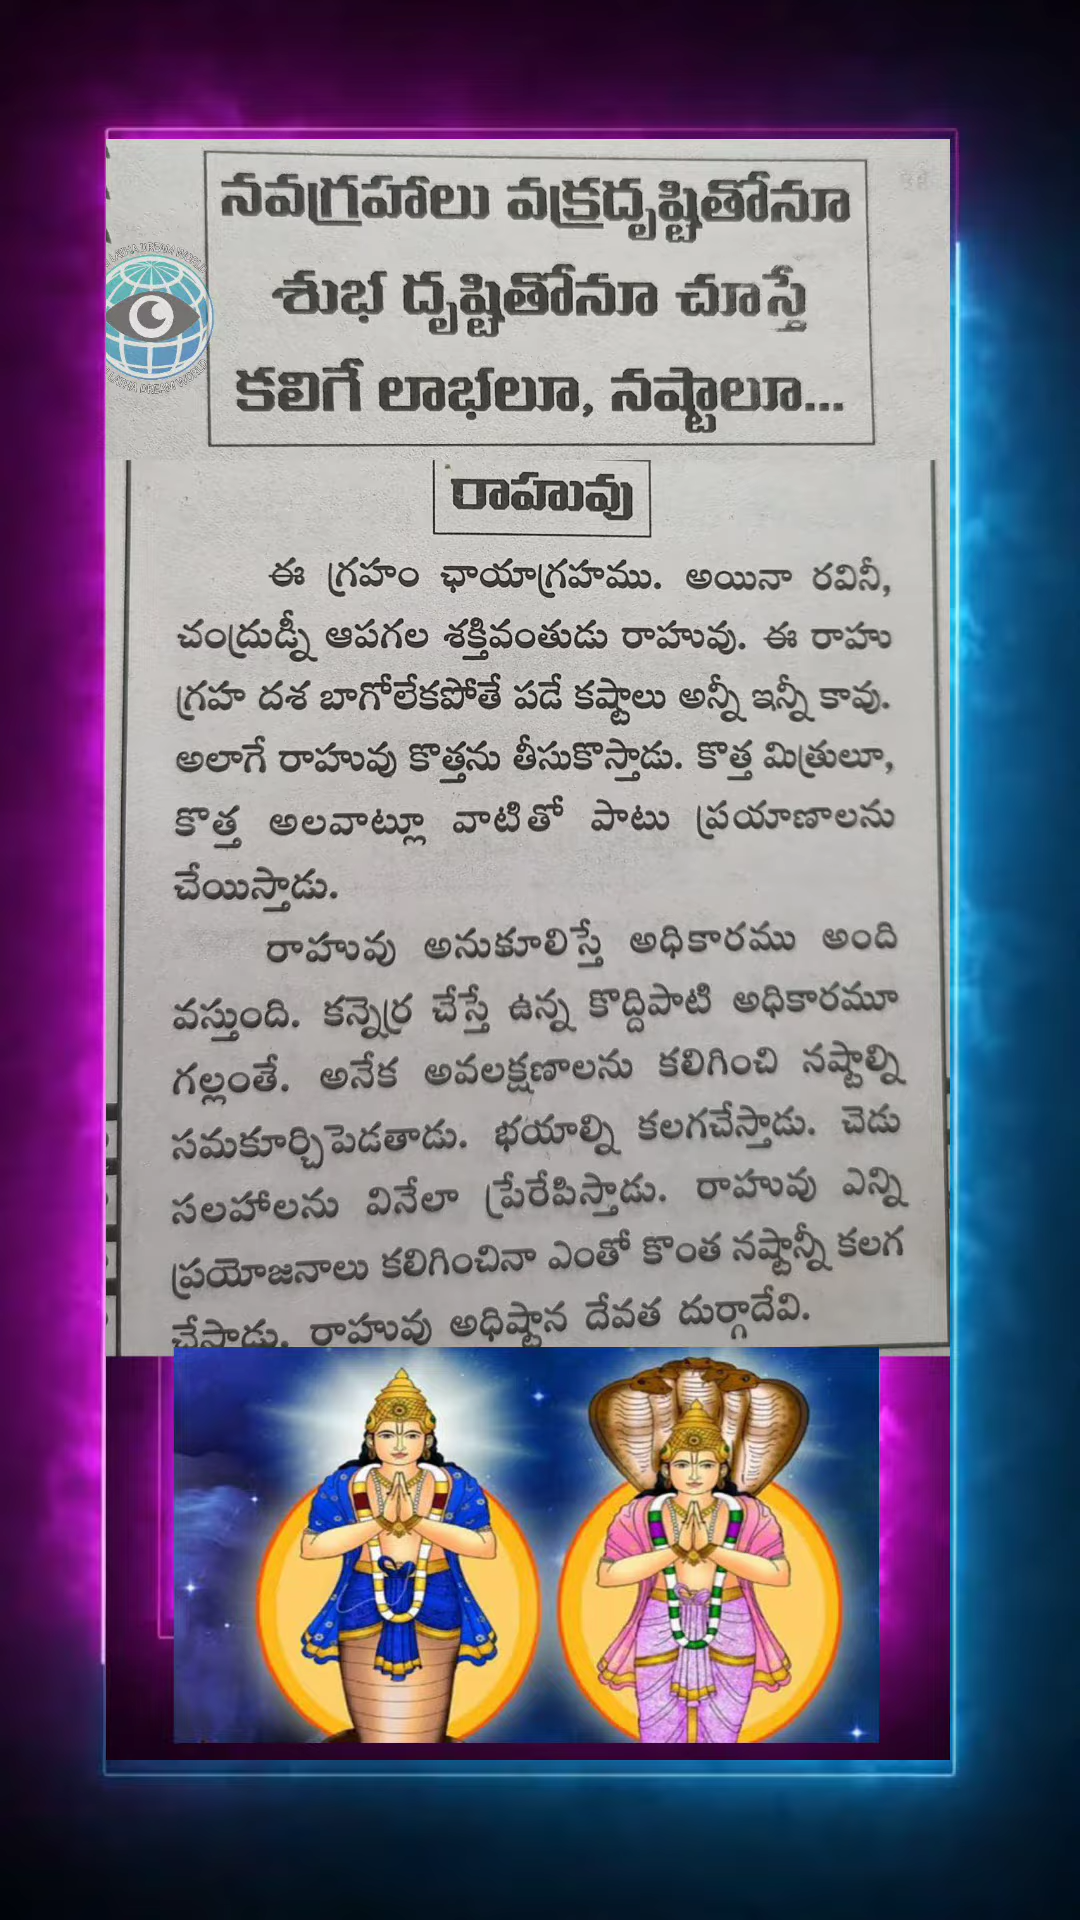 నవగ్రహాలు వక్రదృష్టితోనూ
శుభ దృష్టితోనూ చూస్తే
కలిగే లాభలూ, నష్టాలూ...
రాహువు
ఈ గ్రహం ఛాయాగ్రహము. అయినా రవినీ,
చంద్రుడ్నీ ఆపగల శక్తివంతుడు రాహువు. ఈ రాహు
గ్రహ దశ బాగోలేకపోతే పడే కష్టాలు అన్నీ ఇన్నీ కావు.
అలాగే రాహువు కొత్తను తీసుకొస్తాడు. కొత్త మిత్రులూ,
కొత్త అలవాట్లూ వాటితో పాటు ప్రయాణాలను
చేయిస్తాడు.
రాహువు అనుకూలిస్తే అధికారము అంది
వస్తుంది. కన్నెర్ర చేస్తే ఉన్న కొద్దిపాటి అధికారమూ
గల్లంతే. అనేక అవలక్షణాలను కలిగించి నష్టాల్ని
సమకూర్చిపెడతాడు. భయాల్ని కలగచేస్తాడు. చెడు
సలహాలను వినేలా ప్రేరేపిస్తాడు. రాహువు ఎన్ని
ప్రయోజనాలు కలిగించినా ఎంతో కొంత నష్టాన్నీ కలగ
చేస్తాడు. రాహువు అధిష్టాన దేవత దుర్గాదేవి.